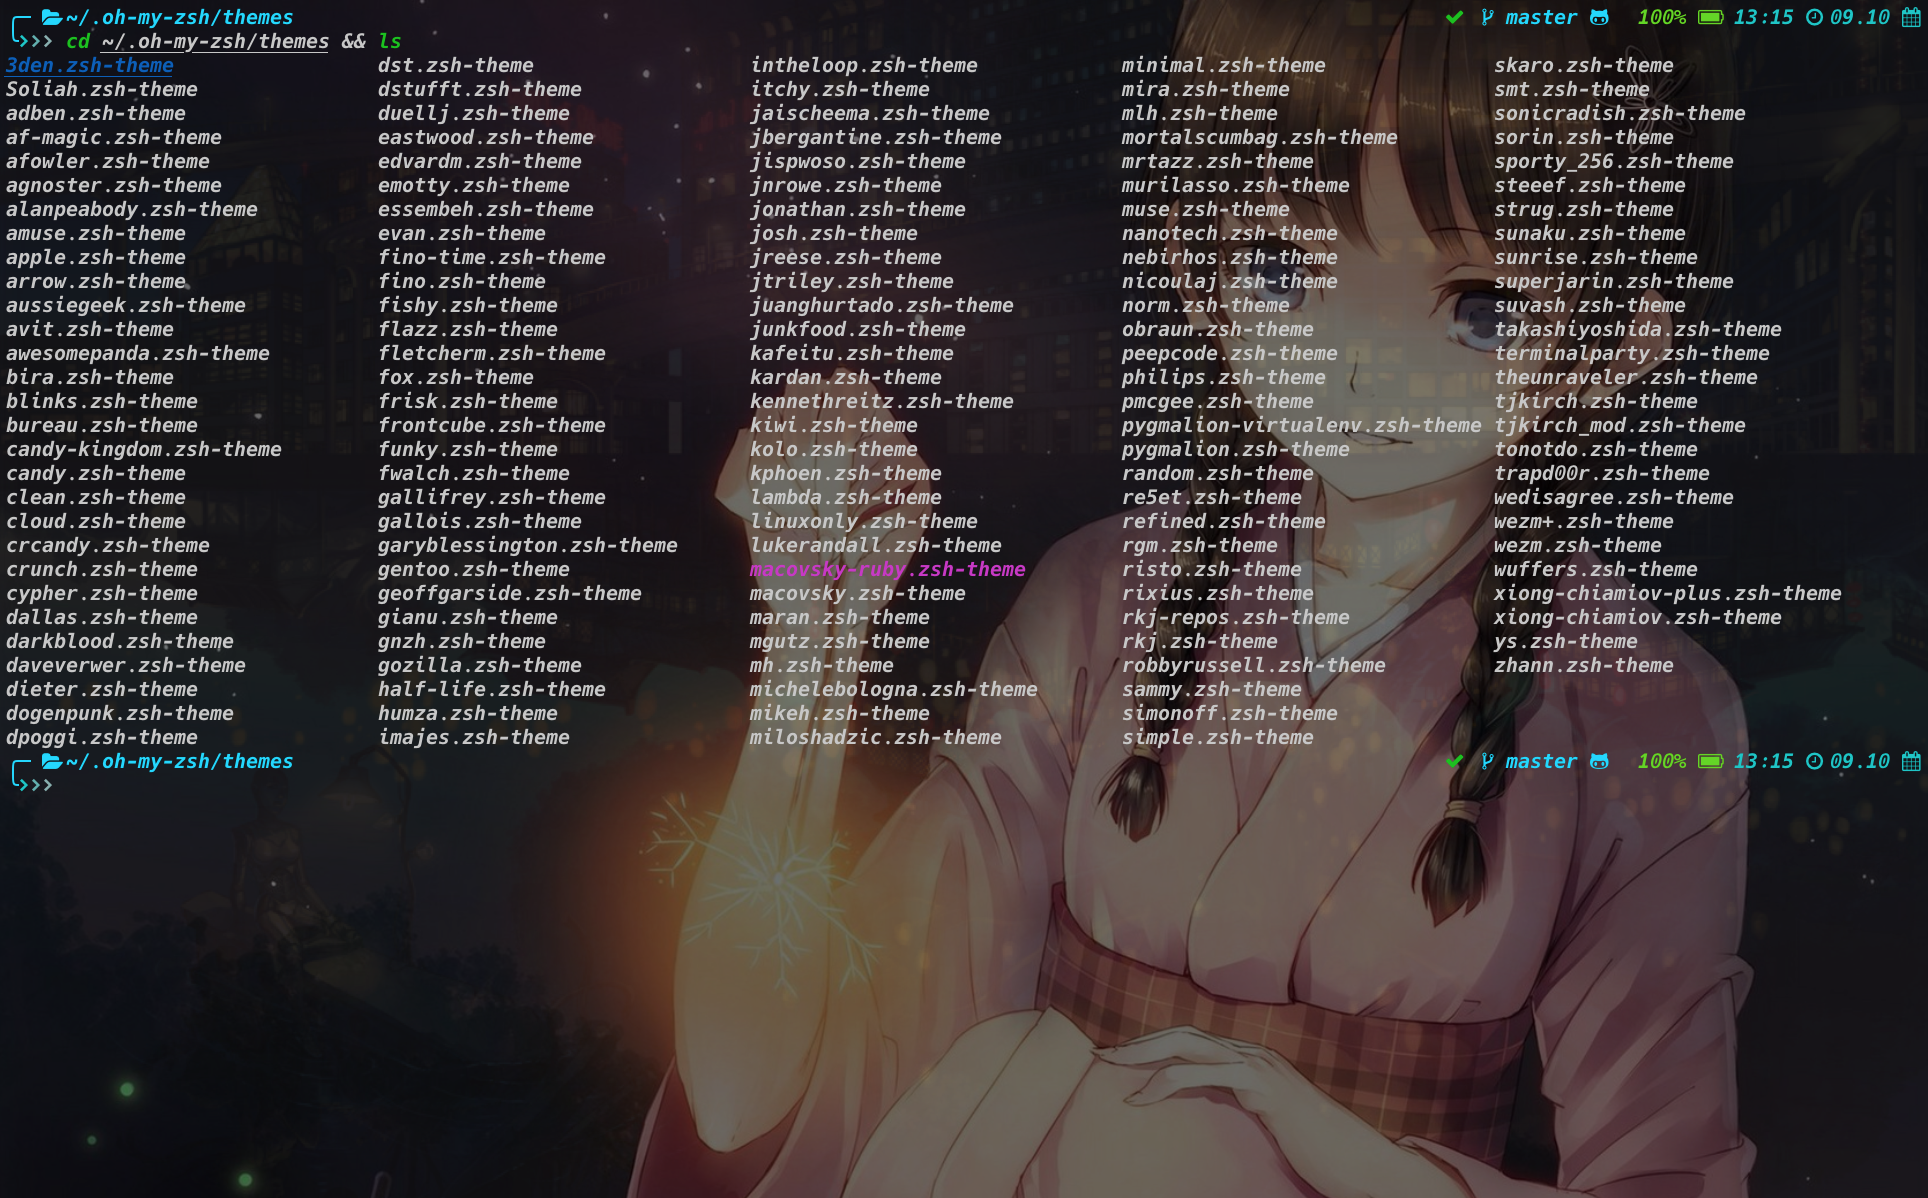 ~/.oh-my-zsh/themes master 100% 13:15 09.10
>>> cd ~/.oh-my-zsh/themes && ls
3den.zsh-theme dst.zsh-theme intheloop.zsh-theme minimal.zsh-theme skaro.zsh-theme
Soliah.zsh-theme dstufft.zsh-theme itchy.zsh-theme mira.zsh-theme smt.zsh-theme
adben.zsh-theme duellj.zsh-theme jaischeema.zsh-theme mlh.zsh-theme sonicradish.zsh-theme
af-magic.zsh-theme eastwood.zsh-theme jbergantine.zsh-theme mortalscumbag.zsh-theme sorin.zsh-theme
afowler.zsh-theme edvardm.zsh-theme jispwoso.zsh-theme mrtazz.zsh-theme sporty_256.zsh-theme
agnoster.zsh-theme emotty.zsh-theme jnrowe.zsh-theme murilasso.zsh-theme steeef.zsh-theme
alanpeabody.zsh-theme essembeh.zsh-theme jonathan.zsh-theme muse.zsh-theme strug.zsh-theme
amuse.zsh-theme evan.zsh-theme josh.zsh-theme nanotech.zsh-theme sunaku.zsh-theme
apple.zsh-theme fino-time.zsh-theme jreese.zsh-theme nebirhos.zsh-theme sunrise.zsh-theme
arrow.zsh-theme fino.zsh-theme jtriley.zsh-theme nicoulaj.zsh-theme superjarin.zsh-theme
aussiegeek.zsh-theme fishy.zsh-theme juanghurtado.zsh-theme norm.zsh-theme suvash.zsh-theme
avit.zsh-theme flazz.zsh-theme junkfood.zsh-theme obraun.zsh-theme takashiyoshida.zsh-theme
awesomepanda.zsh-theme fletcherm.zsh-theme kafeitu.zsh-theme peepcode.zsh-theme terminalparty.zsh-theme
bira.zsh-theme fox.zsh-theme kardan.zsh-theme philips.zsh-theme theunraveler.zsh-theme
blinks.zsh-theme frisk.zsh-theme kennethreitz.zsh-theme pmcgee.zsh-theme tjkirch.zsh-theme
bureau.zsh-theme frontcube.zsh-theme kiwi.zsh-theme pygmalion-virtualenv.zsh-theme tjkirch_mod.zsh-theme
candy-kingdom.zsh-theme funky.zsh-theme kolo.zsh-theme pygmalion.zsh-theme tonotdo.zsh-theme
candy.zsh-theme fwalch.zsh-theme kphoen.zsh-theme random.zsh-theme trapd00r.zsh-theme
clean.zsh-theme gallifrey.zsh-theme lambda.zsh-theme re5et.zsh-theme wedisagree.zsh-theme
cloud.zsh-theme gallois.zsh-theme linuxonly.zsh-theme refined.zsh-theme wezm+.zsh-theme
crcandy.zsh-theme garyblessington.zsh-theme lukerandall.zsh-theme rgm.zsh-theme wezm.zsh-theme
crunch.zsh-theme gentoo.zsh-theme macovsky-ruby.zsh-theme risto.zsh-theme wuffers.zsh-theme
cypher.zsh-theme geoffgarside.zsh-theme macovsky.zsh-theme rixius.zsh-theme xiong-chiamiov-plus.zsh-theme
dallas.zsh-theme gianu.zsh-theme maran.zsh-theme rkj-repos.zsh-theme xiong-chiamiov.zsh-theme
darkblood.zsh-theme gnzh.zsh-theme mgutz.zsh-theme rkj.zsh-theme ys.zsh-theme
daveverwer.zsh-theme gozilla.zsh-theme mh.zsh-theme robbyrussell.zsh-theme zhann.zsh-theme
dieter.zsh-theme half-life.zsh-theme michelebologna.zsh-theme sammy.zsh-theme
dogenpunk.zsh-theme humza.zsh-theme mikeh.zsh-theme simonoff.zsh-theme
dpoggi.zsh-theme imajes.zsh-theme miloshadzic.zsh-theme simple.zsh-theme
~/.oh-my-zsh/themes master 100% 13:15 09.10
>>>